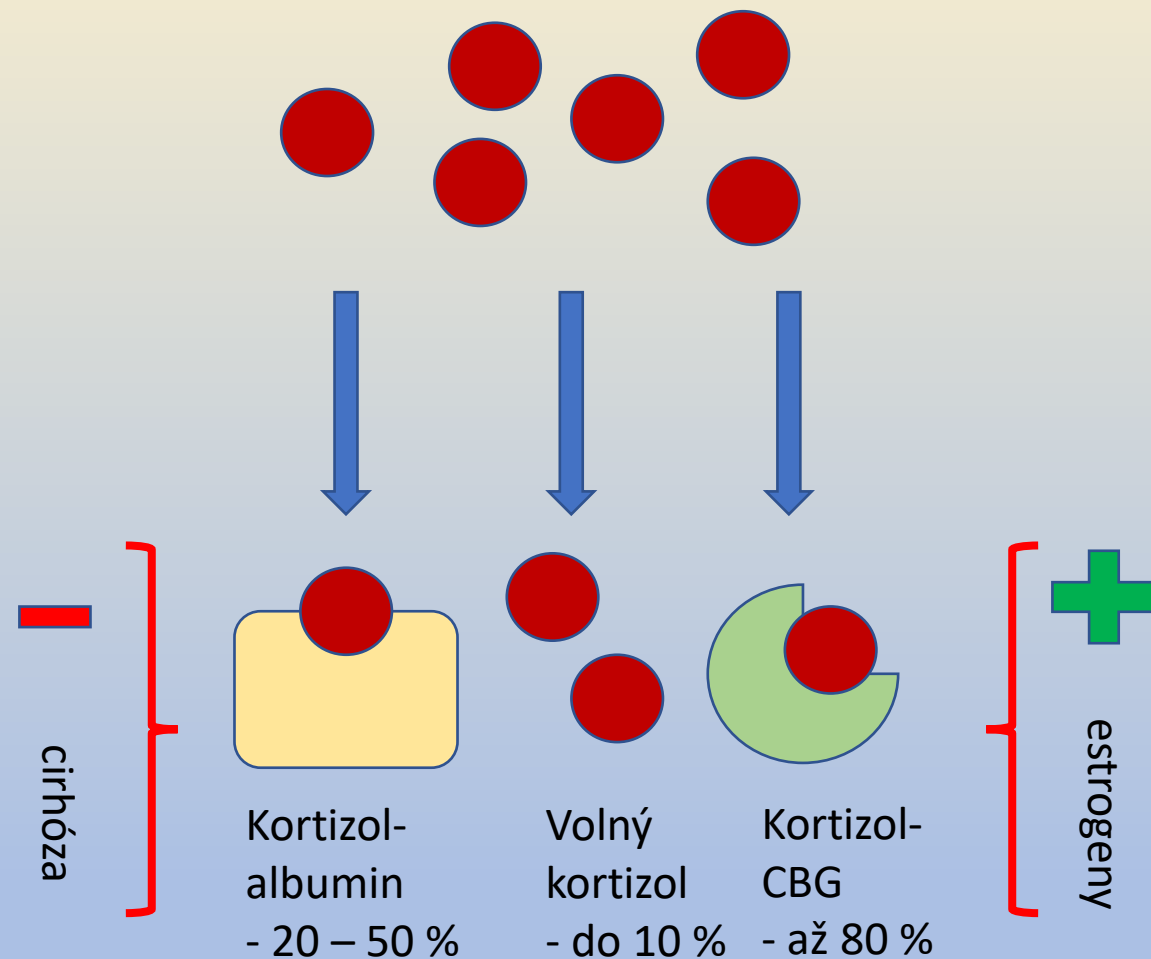 cirhóza
Kortizol-
albumin
- 20 – 50 %
Volný
kortizol
- do 10 %
Kortizol-
CBG
- až 80 %
estrogeny